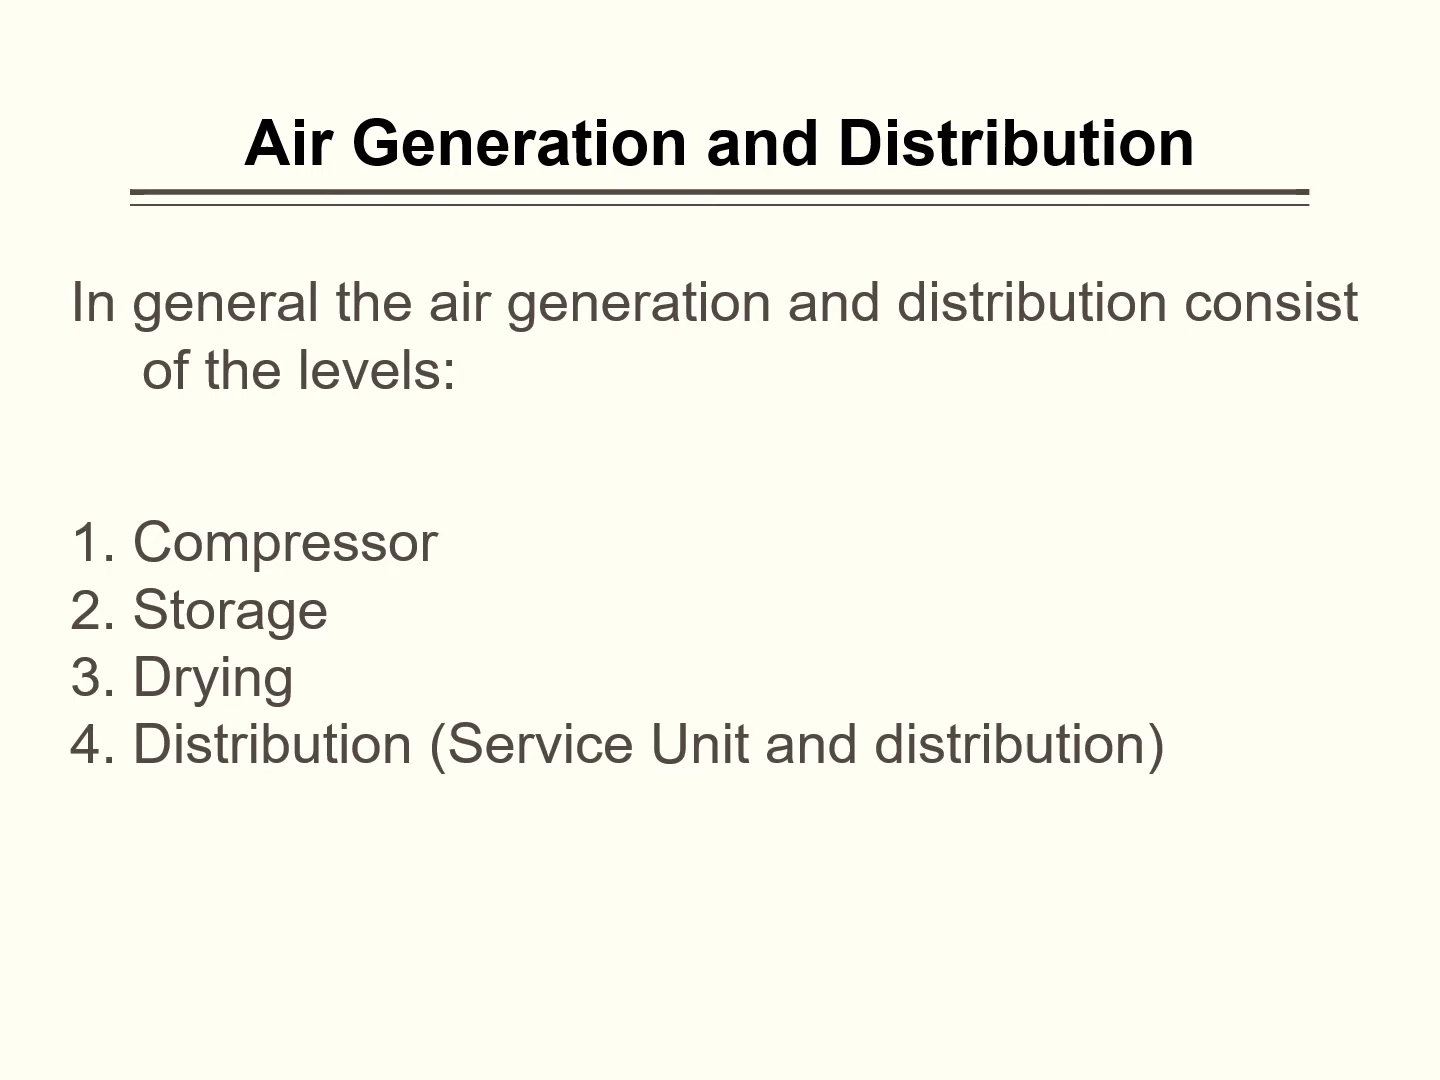 Air Generation and Distribution
In general the air generation and distribution consist
of the levels:
1. Compressor
2. Storage
3. Drying
4. Distribution (Service Unit and distribution)